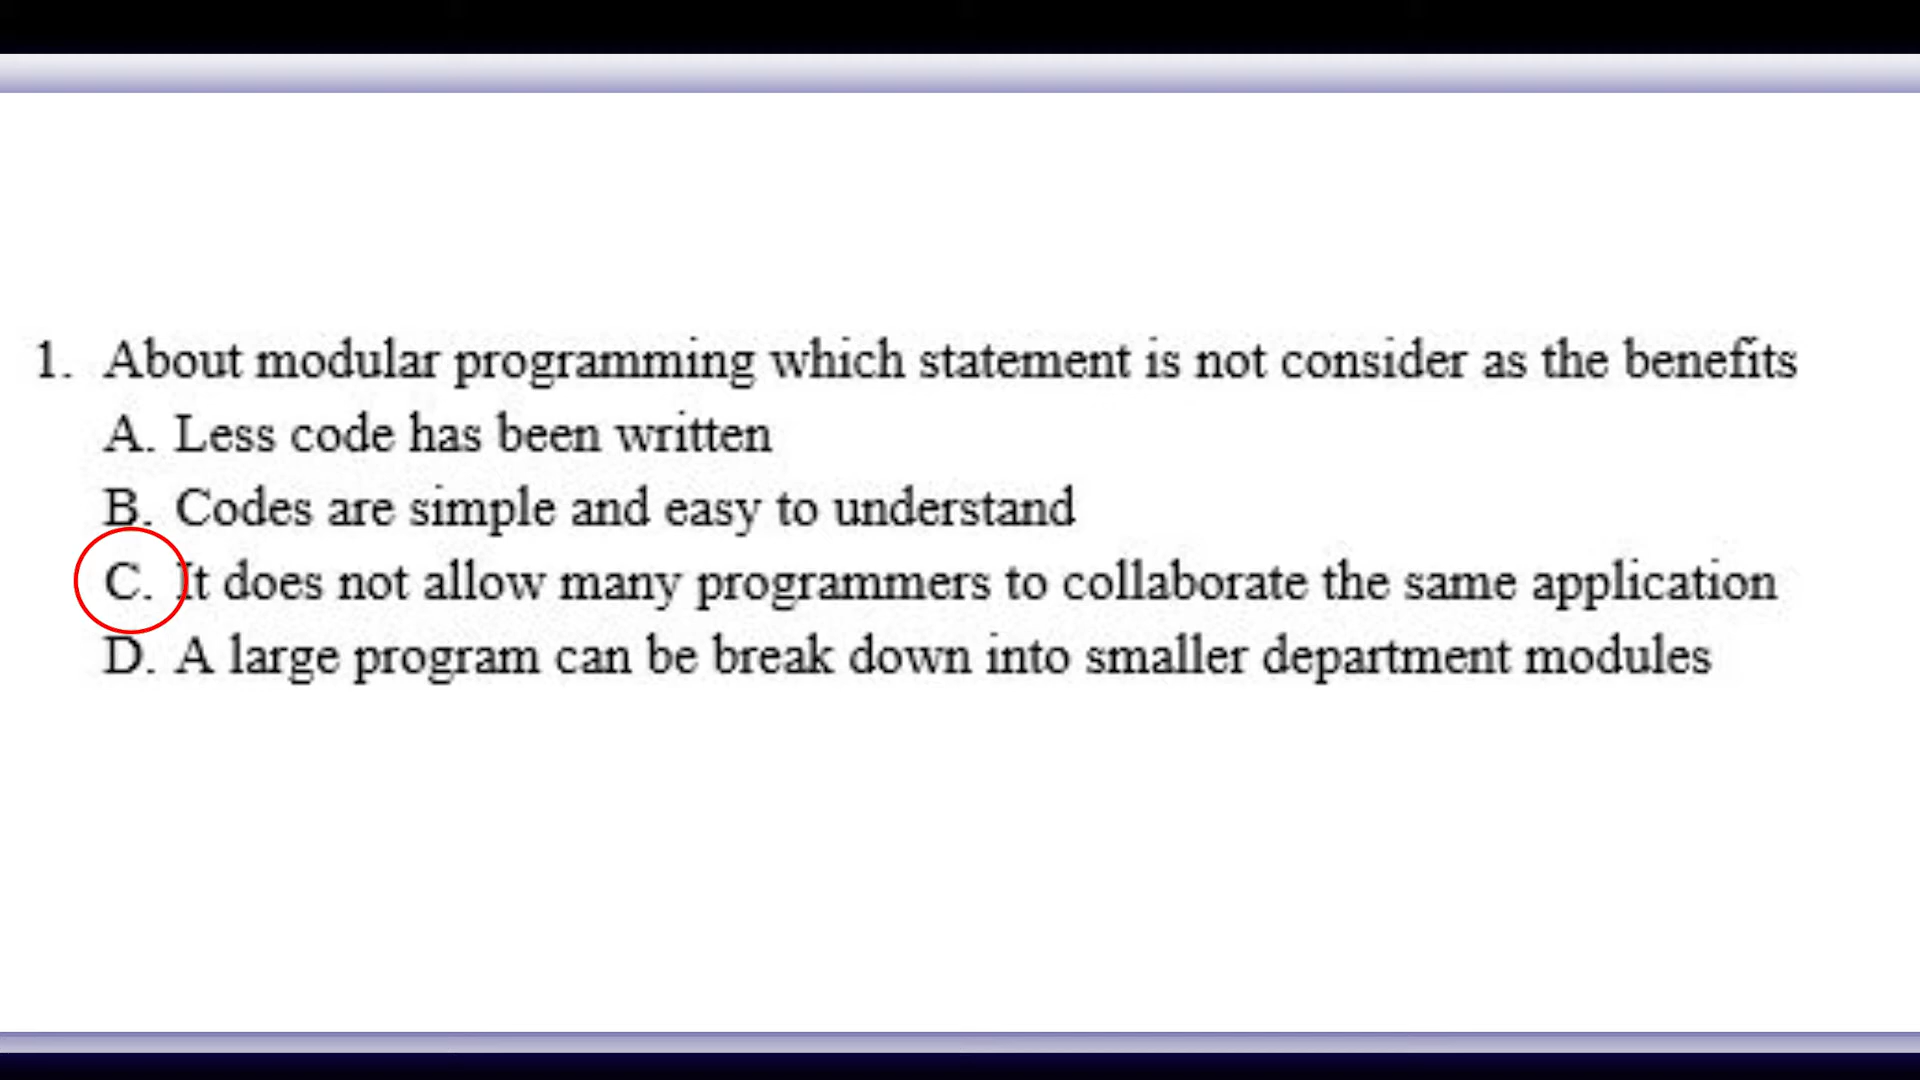 1. About modular programming which statement is not consider as the benefits
A. Less code has been written
B. Codes are simple and easy to understand
C. It does not allow many programmers to collaborate the same application
D. A large program can be break down into smaller department modules